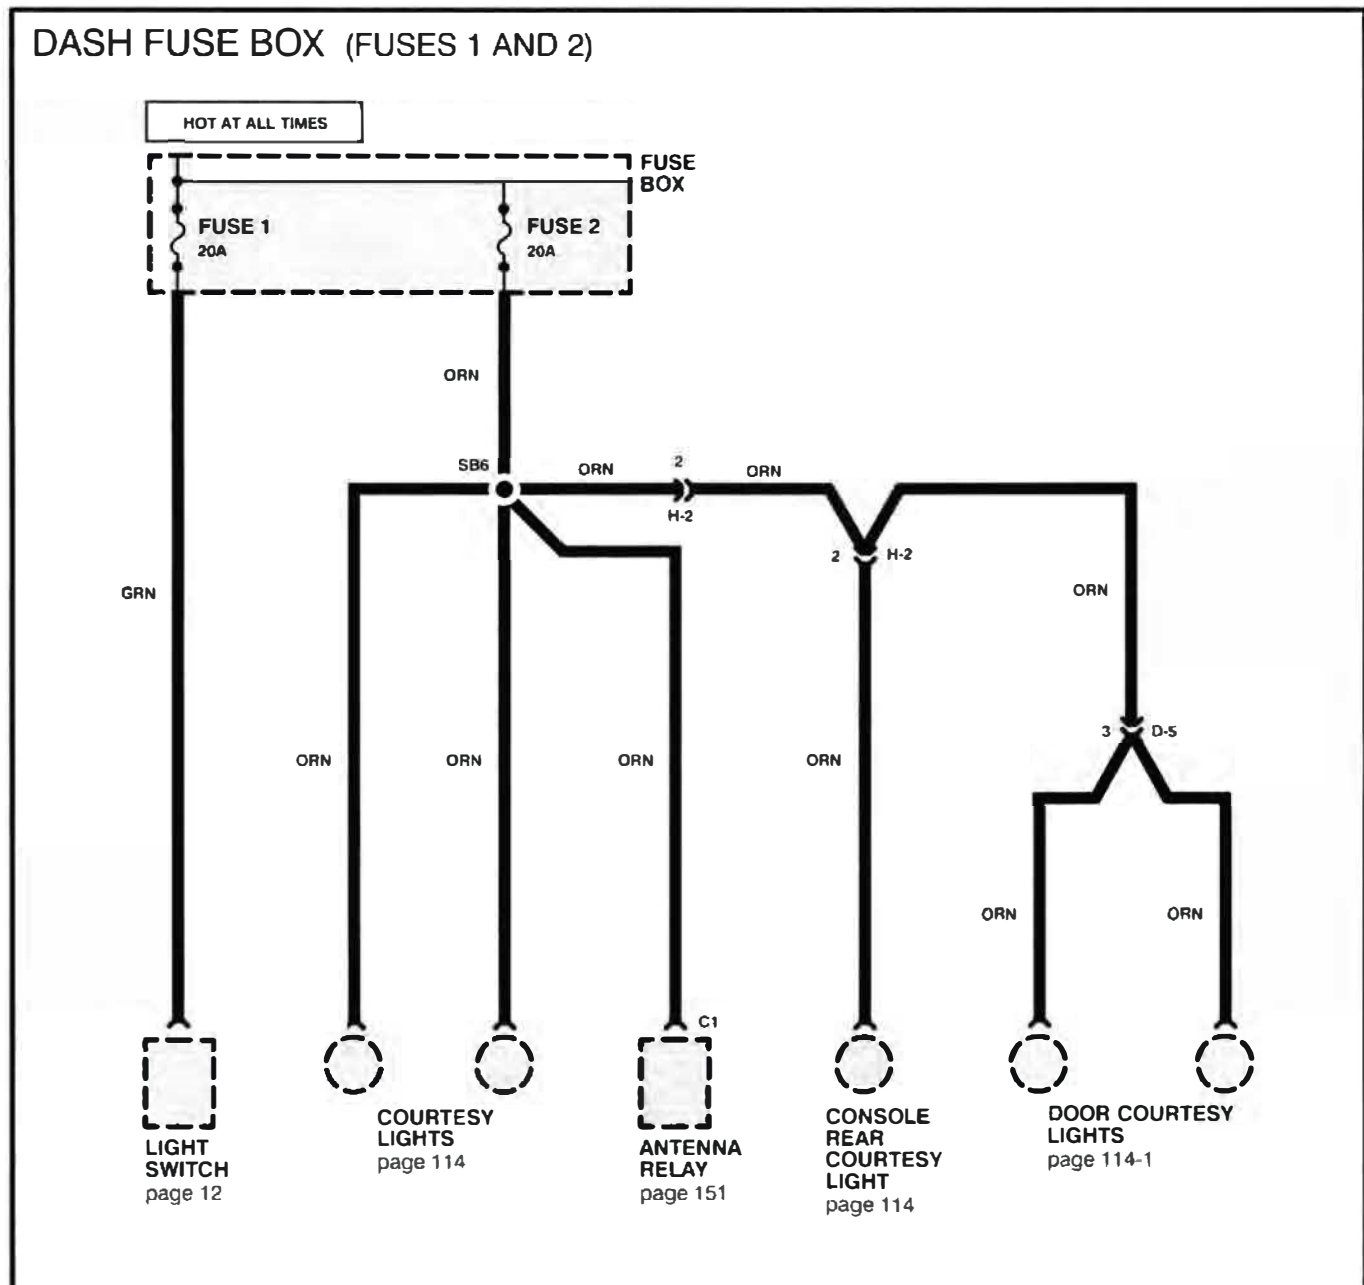 DASH FUSE BOX (FUSES 1 AND 2)
HOT AT ALL TIMES
FUSE
BOX
FUSE 1
20A
FUSE 2
20A
ORN
SB6
ORN
2
ORN
H-2
2
H-2
GRN
ORN
3
D-5
ORN
ORN
ORN
ORN
ORN
ORN
C1
LIGHT
SWITCH
page 12
COURTESY
LIGHTS
page 114
ANTENNA
RELAY
page 151
CONSOLE
REAR
COURTESY
LIGHT
page 114
DOOR COURTESY
LIGHTS
page 114-1